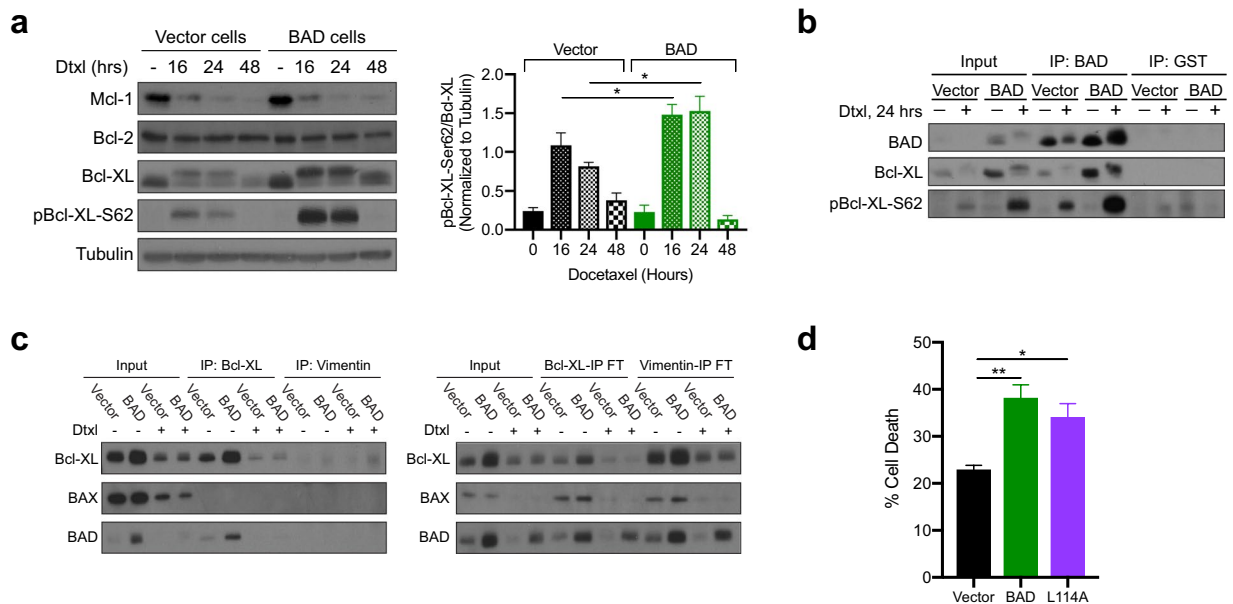 a
Vector cells BAD cells
Dtxl (hrs) - 16 24 48 - 16 24 48
Mcl-1
Bcl-2
Bcl-XL
pBcl-XL-S62
Tubulin
Vector BAD
pBcl-XL-Ser62/Bcl-XL
(Normalized to Tubulin)
2.0
1.5
1.0
0.5
0.0
* 
*
0 16 24 48 0 16 24 48
Docetaxel (Hours)
b
Input IP: BAD IP: GST
Vector BAD Vector BAD Vector BAD
Dtxl, 24 hrs – + – + – + – + – + – +
BAD
Bcl-XL
pBcl-XL-S62
c
Input IP: Bcl-XL IP: Vimentin
Vector BAD Vector BAD Vector BAD Vector BAD Vector BAD Vector BAD
Dtxl - - + + - - + + - - + +
Bcl-XL
BAX
BAD
Input Bcl-XL-IP FT Vimentin-IP FT
Vector BAD Vector BAD Vector BAD Vector BAD Vector BAD Vector BAD
Dtxl - - + + - - + + - - + +
Bcl-XL
BAX
BAD
d
% Cell Death
50
40
30
20
10
0
*
**
Vector BAD L114A